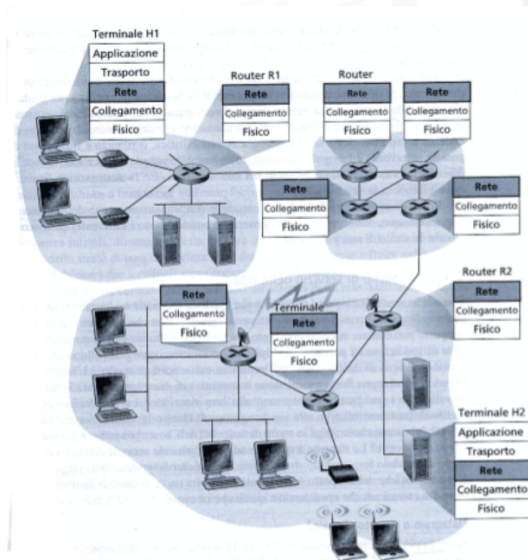 Terminale H1
Applicazione
Trasporto
Rete
Collegamento
Fisico
Router R1
Rete
Collegamento
Fisico
Router
Rete
Collegamento
Fisico
Rete
Collegamento
Fisico
Rete
Collegamento
Fisico
Rete
Collegamento
Fisico
Router R2
Rete
Collegamento
Fisico
Rete
Collegamento
Fisico
Terminale
Rete
Collegamento
Fisico
Terminale H2
Applicazione
Trasporto
Rete
Collegamento
Fisico